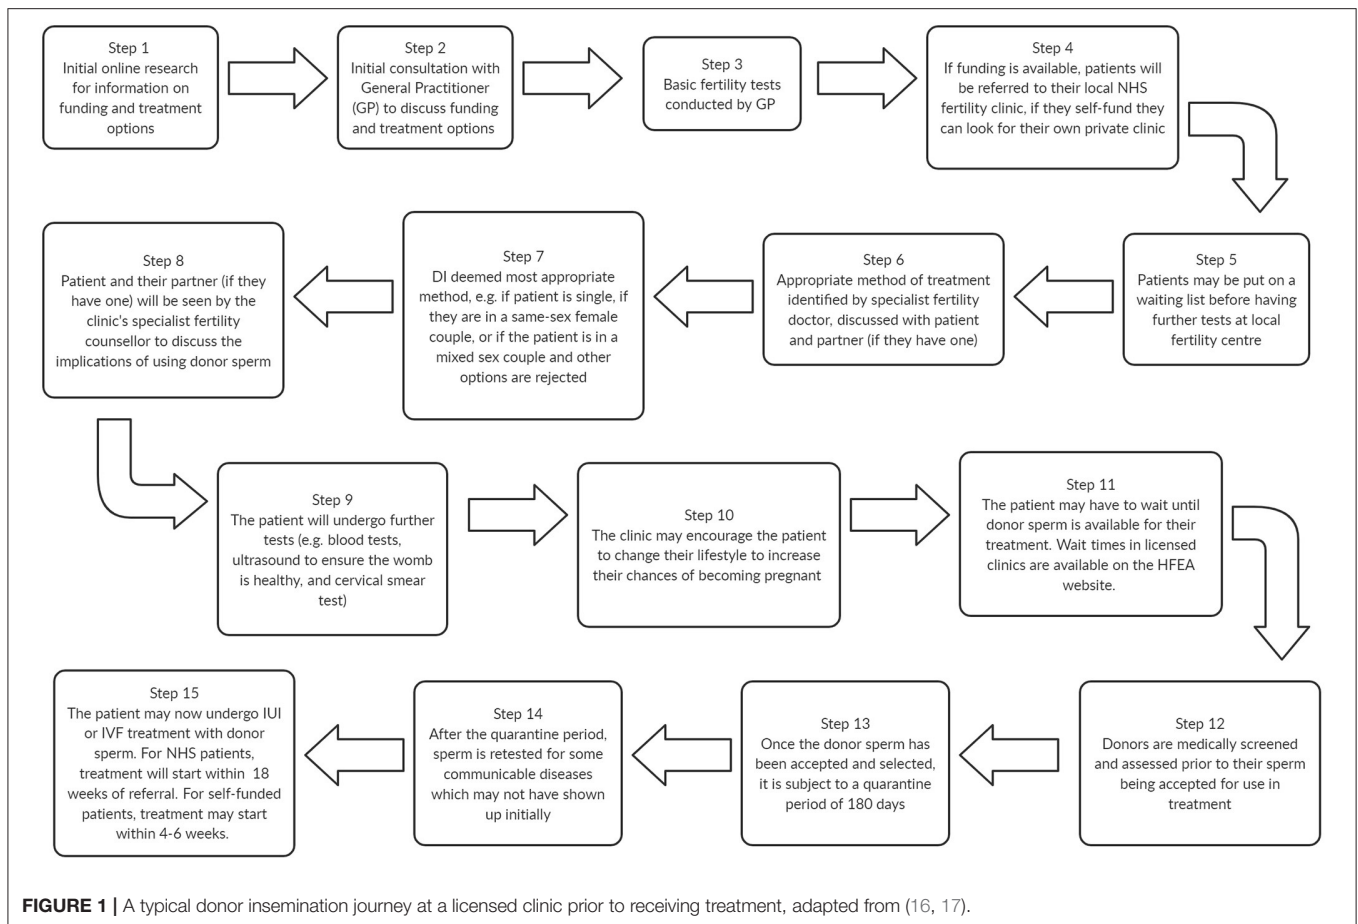 Step 1
Initial online research
for information on
funding and treatment
options
Step 2
Initial consultation with
General Practitioner
(GP) to discuss funding
and treatment options
Step 3
Basic fertility tests
conducted by GP
Step 4
If funding is available, patients will
be referred to their local NHS
fertility clinic, if they self-fund they
can look for their own private clinic
Step 5
Patients may be put on a
waiting list before having
further tests at local
fertility centre
Step 6
Appropriate method of treatment
identified by specialist fertility
doctor, discussed with patient
and partner (if they have one)
Step 7
DI deemed most appropriate
method, e.g. if patient is single, if
they are in a same-sex female
couple, or if the patient is in a
mixed sex couple and other
options are rejected
Step 8
Patient and their partner (if they
have one) will be seen by the
clinic's specialist fertility
counsellor to discuss the
implications of using donor sperm
Step 9
The patient will undergo further
tests (e.g. blood tests,
ultrasound to ensure the womb
is healthy, and cervical smear
test)
Step 10
The clinic may encourage the patient
to change their lifestyle to increase
their chances of becoming pregnant
Step 11
The patient may have to wait until
donor sperm is available for their
treatment. Wait times in licensed
clinics are available on the HFEA
website.
Step 12
Donors are medically screened
and assessed prior to their sperm
being accepted for use in
treatment
Step 13
Once the donor sperm has
been accepted and selected,
it is subject to a quarantine
period of 180 days
Step 14
After the quarantine period,
sperm is retested for some
communicable diseases
which may not have shown
up initially
Step 15
The patient may now undergo IUI
or IVF treatment with donor
sperm. For NHS patients,
treatment will start within 18
weeks of referral. For self-funded
patients, treatment may start
within 4-6 weeks.
FIGURE 1 | A typical donor insemination journey at a licensed clinic prior to receiving treatment, adapted from (16, 17).